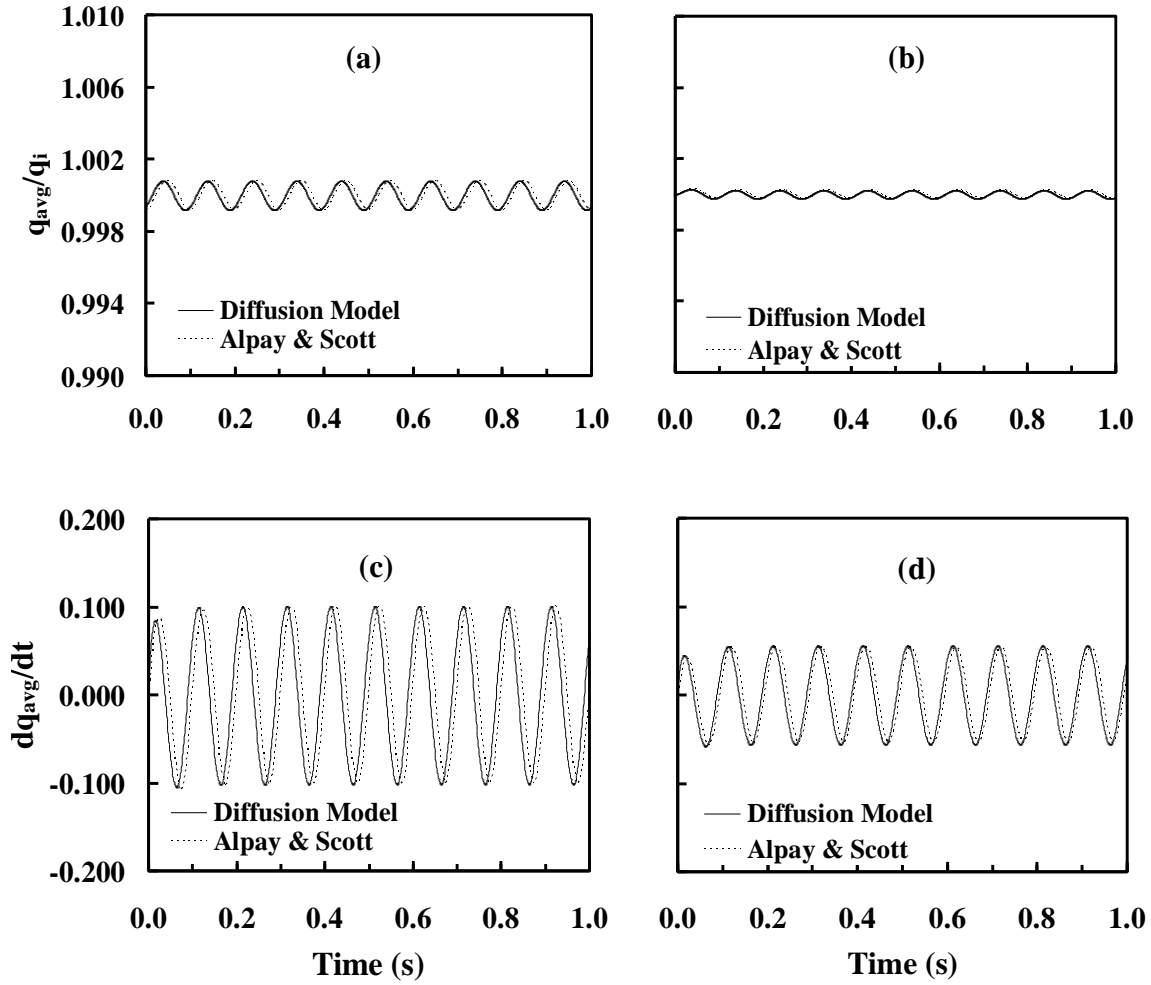 1.010
1.006
1.002
0.998
0.994
0.990
qavg/qi
(a)
Diffusion Model
Alpay & Scott
0.0 0.2 0.4 0.6 0.8 1.0
(b)
Diffusion Model
Alpay & Scott
0.0 0.2 0.4 0.6 0.8 1.0
0.200
0.100
0.000
-0.100
-0.200
dqavg/dt
(c)
Diffusion Model
Alpay & Scott
0.0 0.2 0.4 0.6 0.8 1.0
Time (s)
(d)
Diffusion Model
Alpay & Scott
0.0 0.2 0.4 0.6 0.8 1.0
Time (s)